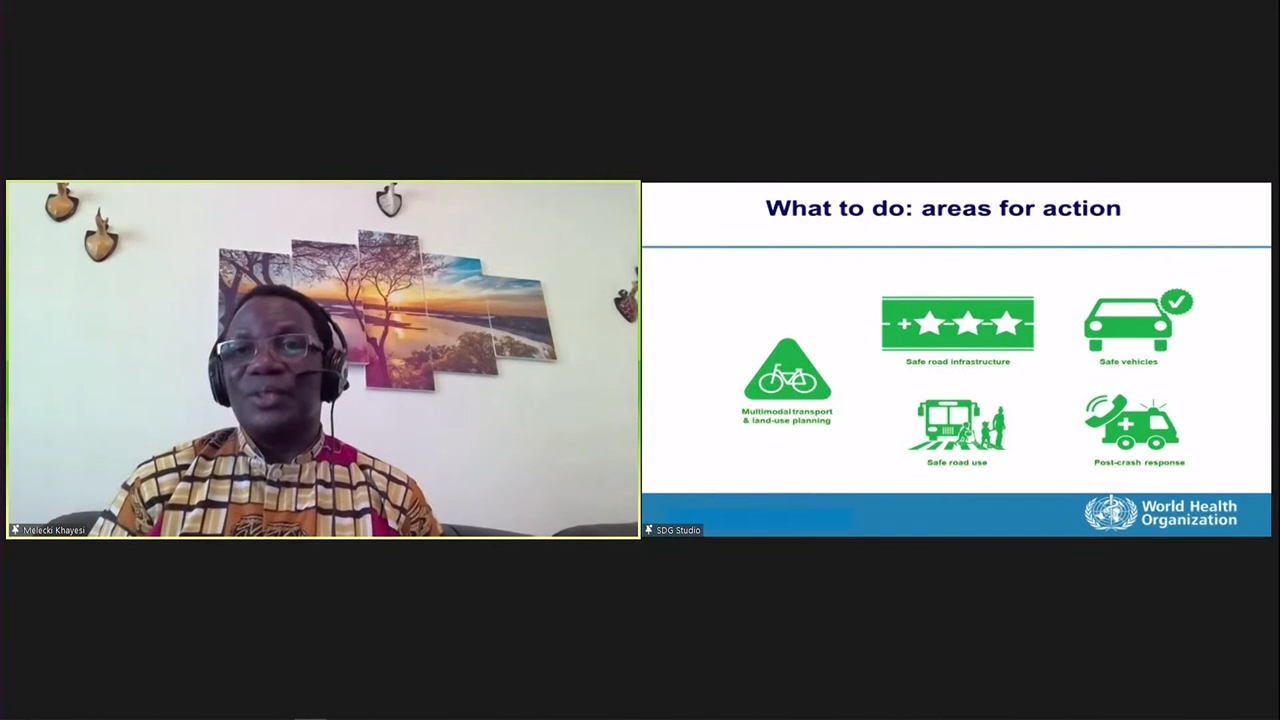 Melecki Khayesi
What to do: areas for action
Safe road infrastructure
Safe vehicles
Multimodal transport
& land-use planning
Safe road use
Post-crash response
World Health
Organization
SDG Studio